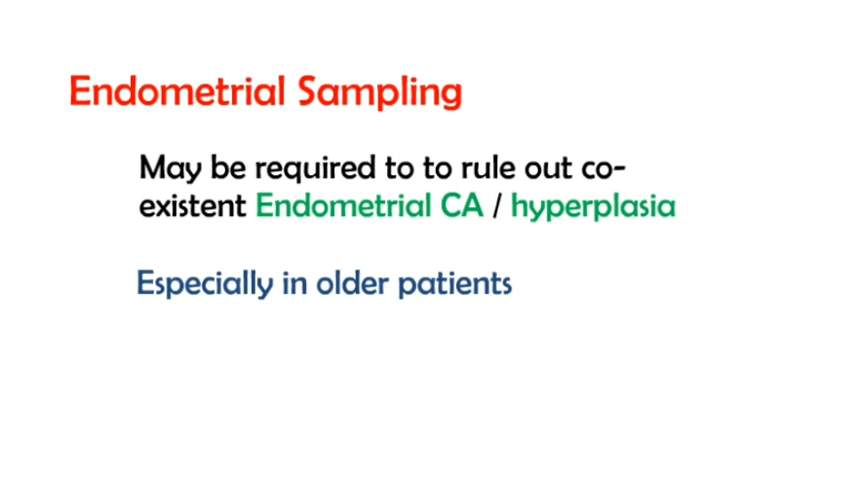 Endometrial Sampling
May be required to to rule out co-
existent Endometrial CA / hyperplasia
Especially in older patients